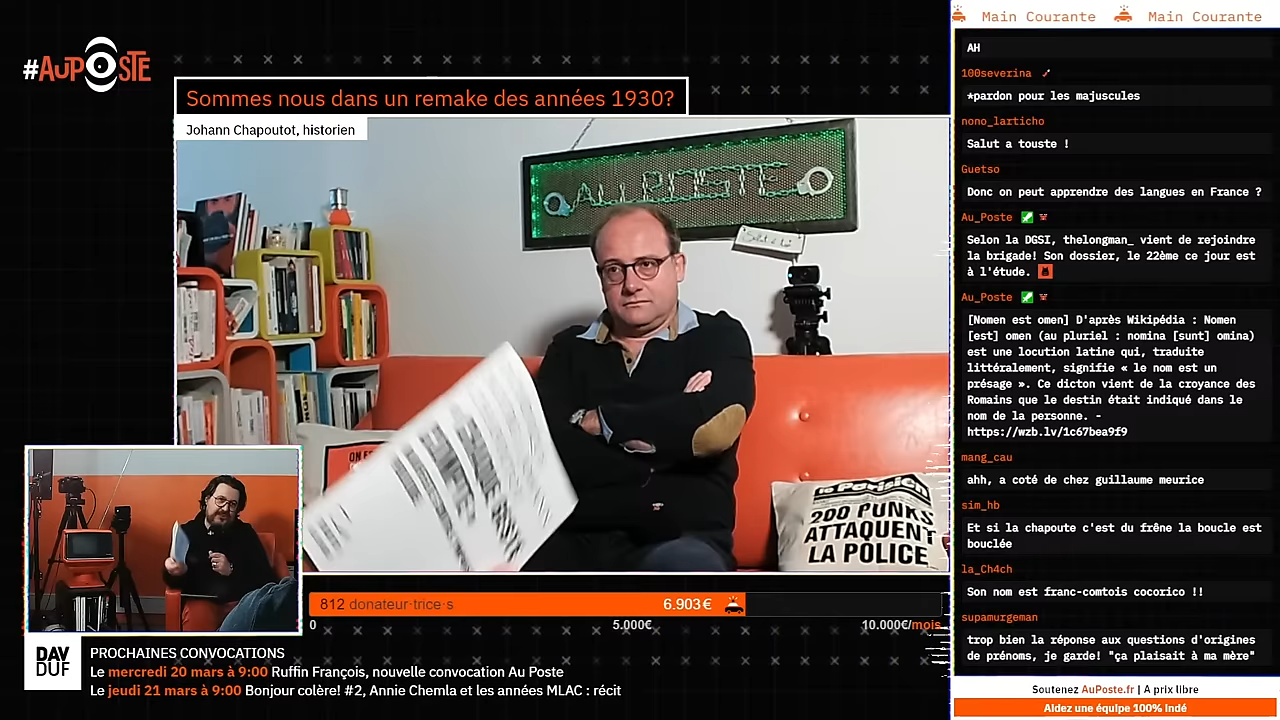 #AuPOSTE
Sommes nous dans un remake des années 1930?
Johann Chapoutot, historien
AU POSTE
le Parisien
200 PUNKS
ATTAQUENT
LA POLICE
812 donateur·trice·s
6.903€
0
5.000€
10.000€/mois
DAV
DUF
PROCHAINES CONVOCATIONS
Le mercredi 20 mars à 9:00 Ruffin François, nouvelle convocation Au Poste
Le jeudi 21 mars à 9:00 Bonjour colère! #2, Annie Chemla et les années MLAC : récit
Main Courante Main Courante
AH
100severina
*pardon pour les majuscules
nono_larticho
Salut a touste !
Guetso
Donc on peut apprendre des langues en France ?
Au_Poste
Selon la DGSI, thelongman_ vient de rejoindre
la brigade! Son dossier, le 22ème ce jour est
à l'étude.
Au_Poste
[Nomen est omen] D'après Wikipédia : Nomen
[est] omen (au pluriel : nomina [sunt] omina)
est une locution latine qui, traduite
littéralement, signifie « le nom est un
présage ». Ce dicton vient de la croyance des
Romains que le destin était indiqué dans le
nom de la personne. -
https://wzb.lv/1c67bea9f9
mang_cau
ahh, a coté de chez guillaume meurice
sim_hb
Et si la chapoute c'est du frêne la boucle est
bouclée
la_Ch4ch
Son nom est franc-comtois cocorico !!
supamurgeman
trop bien la réponse aux questions d'origines
de prénoms, je garde! "ça plaisait à ma mère"
Soutenez AuPoste.fr | A prix libre
Aidez une équipe 100% indé